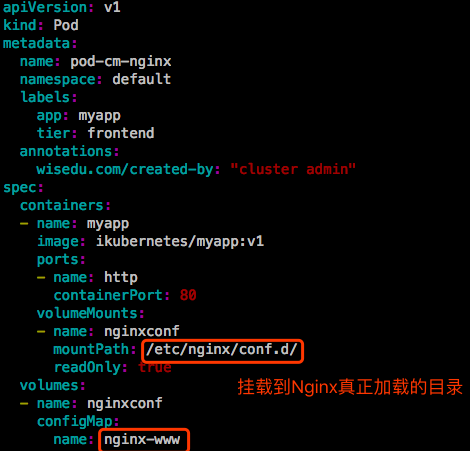 apiVersion: v1
kind: Pod
metadata:
  name: pod-cm-nginx
  namespace: default
  labels:
    app: myapp
    tier: frontend
  annotations:
    wisedu.com/created-by: "cluster admin"
spec:
  containers:
  - name: myapp
    image: ikubernetes/myapp:v1
    ports:
    - name: http
      containerPort: 80
    volumeMounts:
    - name: nginxconf
      mountPath: /etc/nginx/conf.d/
      readOnly: true
挂载到Nginx真正加载的目录
  volumes:
  - name: nginxconf
    configMap:
      name: nginx-www